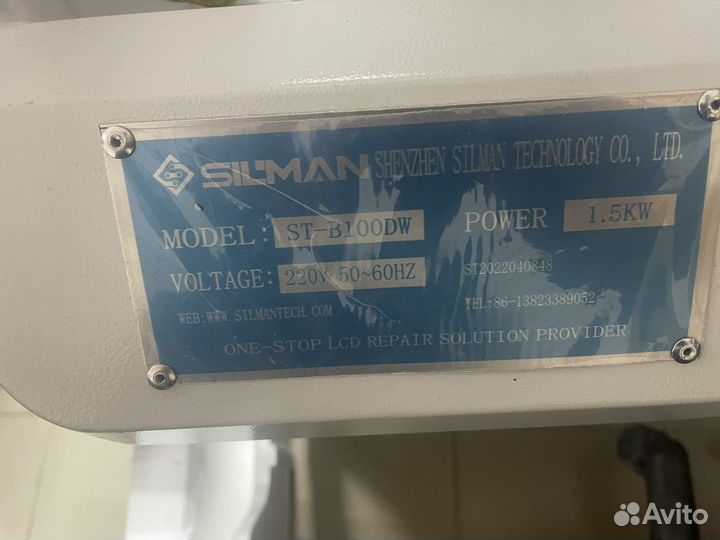 SILMAN SHENZHEN SILMAN TECHNOLOGY CO., LTD.
MODEL: ST-B100DW POWER 1.5KW
VOLTAGE: 220V 50~60HZ ST2022040848
WEB:WWW.SILMANTECH.COM TEL:86-13823389052
ONE-STOP LCD REPAIR SOLUTION PROVIDER
Avito